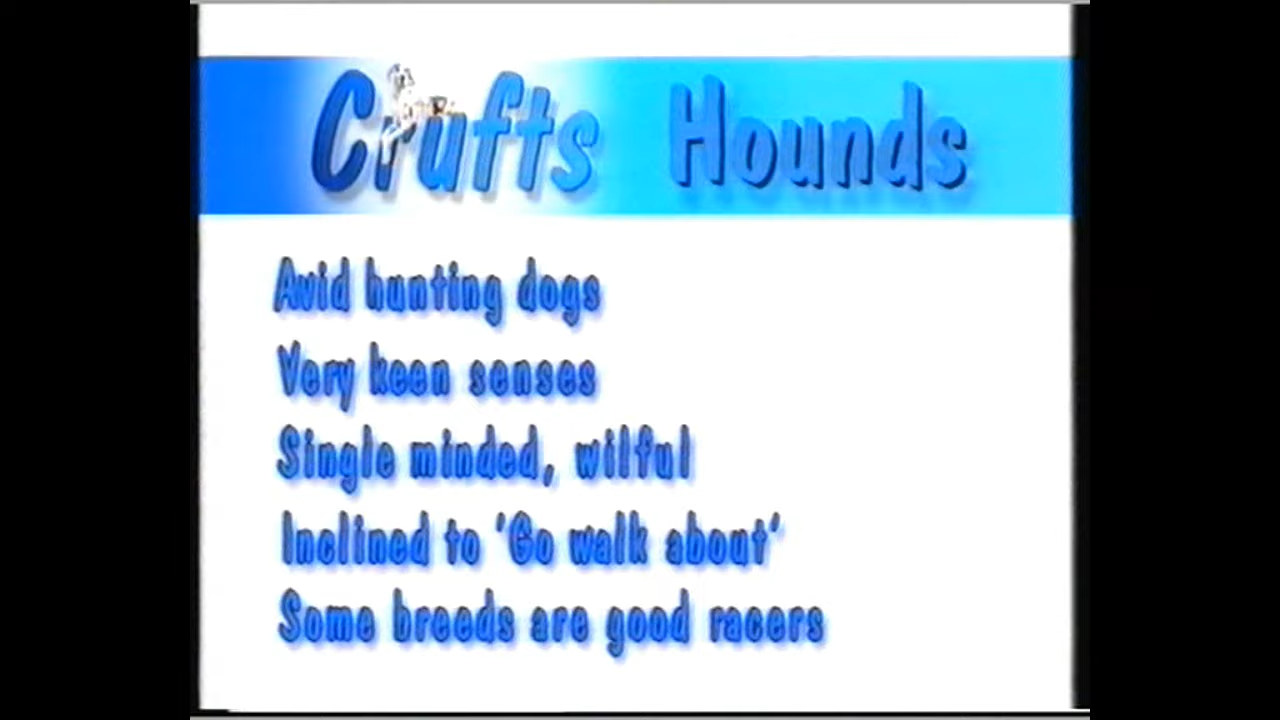 Crufts Hounds
Avid hunting dogs
Very keen senses
Single minded, wilful
Inclined to 'Go walk about'
Some breeds are good racers